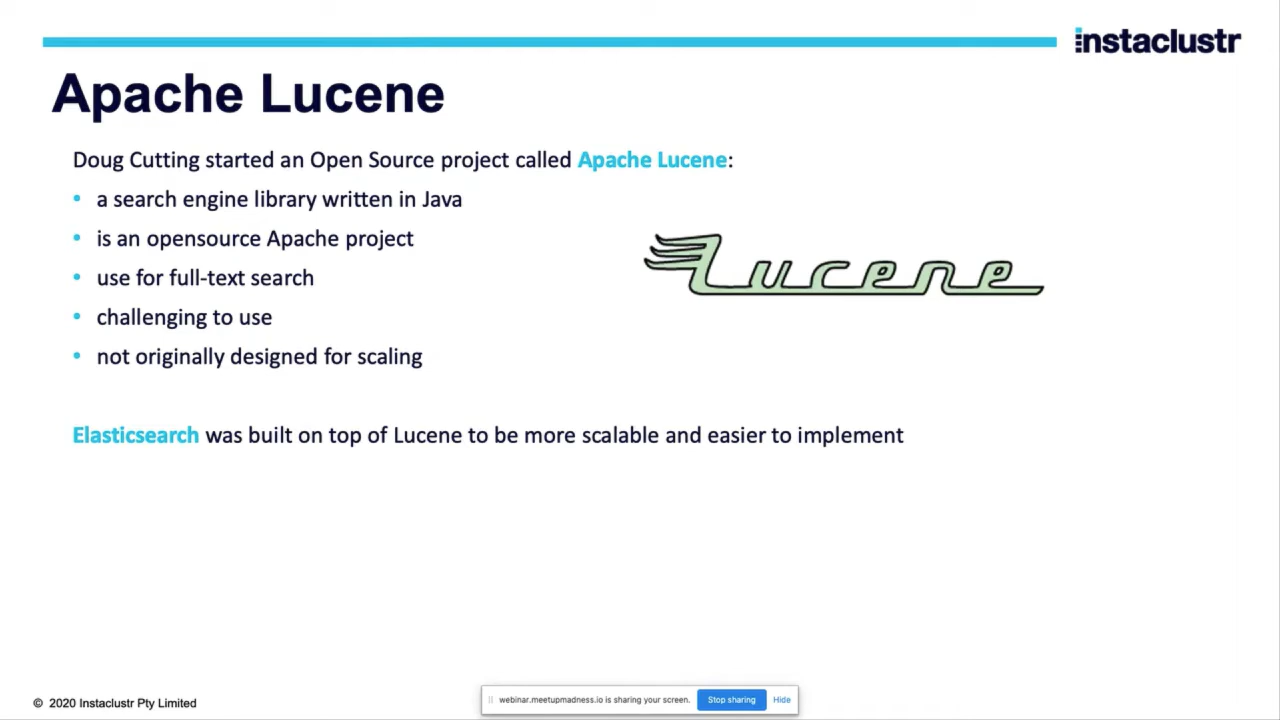 instaclustr
Apache Lucene
Doug Cutting started an Open Source project called Apache Lucene:
• a search engine library written in Java
• is an opensource Apache project
• use for full-text search
• challenging to use
• not originally designed for scaling
Lucene
Elasticsearch was built on top of Lucene to be more scalable and easier to implement
© 2020 Instaclustr Pty Limited
webinar.meetupmadness.io is sharing your screen. Stop sharing Hide